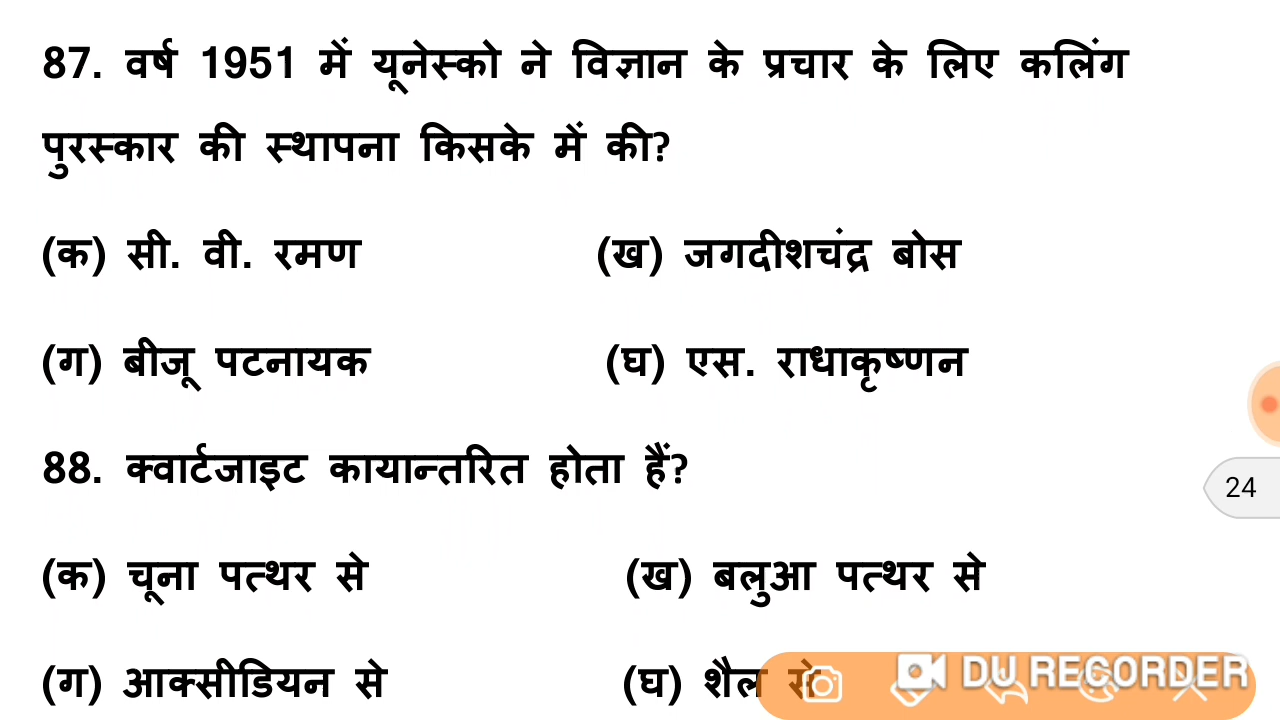 87. वर्ष 1951 में यूनेस्को ने विज्ञान के प्रचार के लिए कलिंग
पुरस्कार की स्थापना किसके में की?
(क) सी. वी. रमण (ख) जगदीशचंद्र बोस
(ग) बीजू पटनायक (घ) एस. राधाकृष्णन
88. क्वार्टजाइट कायान्तरित होता हैं?
24
(क) चूना पत्थर से (ख) बलुआ पत्थर से
(ग) आक्सीडियन से (घ) शैल से
DU RECORDER